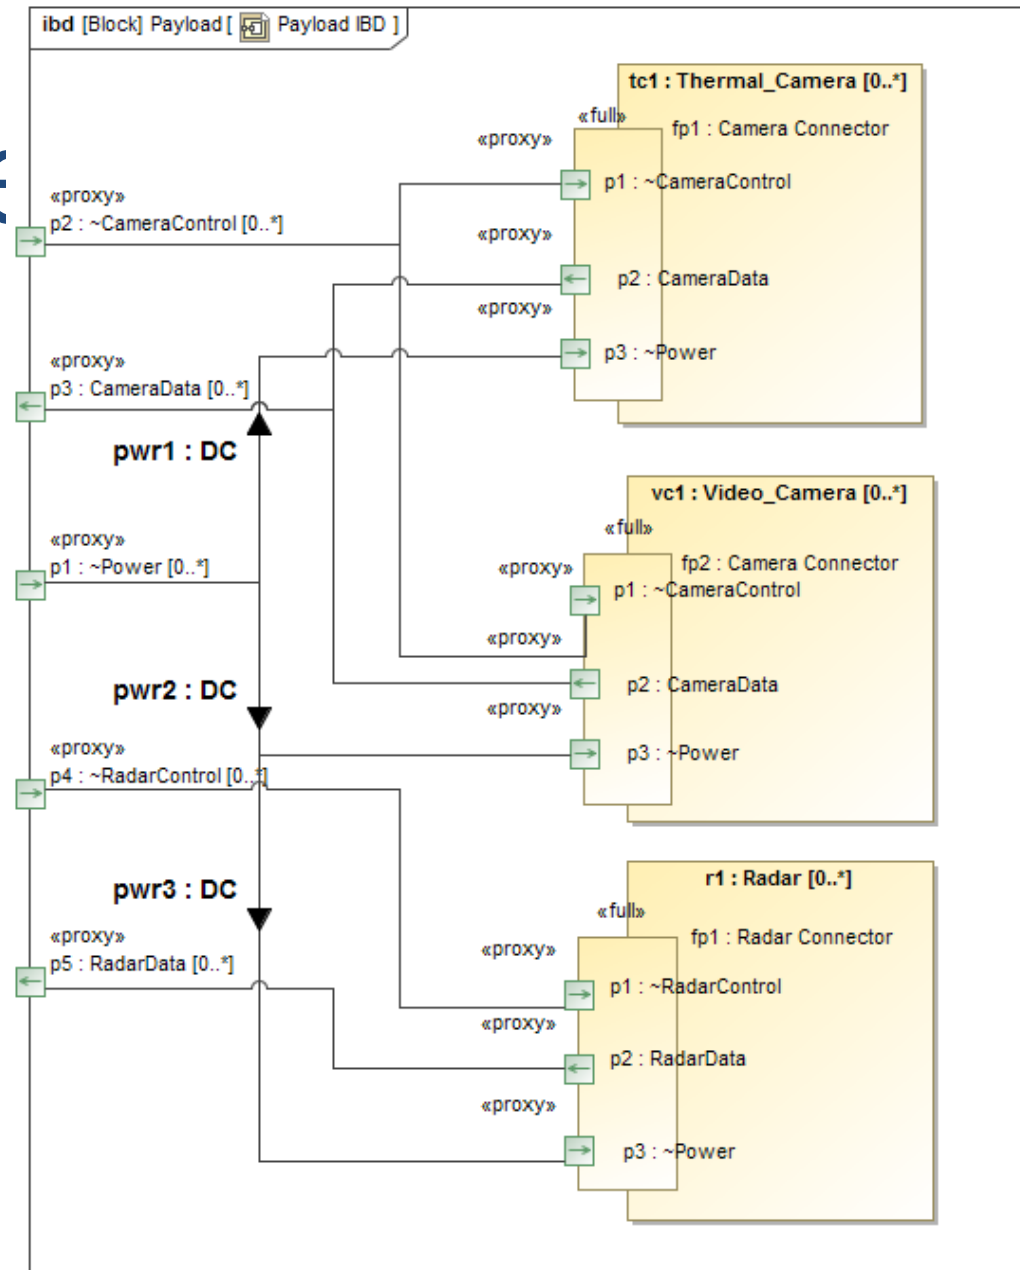 ibd [Block] Payload [ Payload IBD ]
tc1 : Thermal_Camera [0..*]
«full»
fp1 : Camera Connector
«proxy»
p1 : ~CameraControl
«proxy»
p2 : ~CameraControl [0..*]
«proxy»
p2 : CameraData
«proxy»
p3 : ~Power
«proxy»
p3 : CameraData [0..*]
pwr1 : DC
vc1 : Video_Camera [0..*]
«full»
«proxy»
p1 : ~Power [0..*]
fp2 : Camera Connector
«proxy»
p1 : ~CameraControl
«proxy»
p2 : CameraData
pwr2 : DC
«proxy»
p3 : ~Power
«proxy»
p4 : ~RadarControl [0..*]
r1 : Radar [0..*]
pwr3 : DC
«full»
fp1 : Radar Connector
«proxy»
p5 : RadarData [0..*]
«proxy»
p1 : ~RadarControl
«proxy»
p2 : RadarData
«proxy»
p3 : ~Power